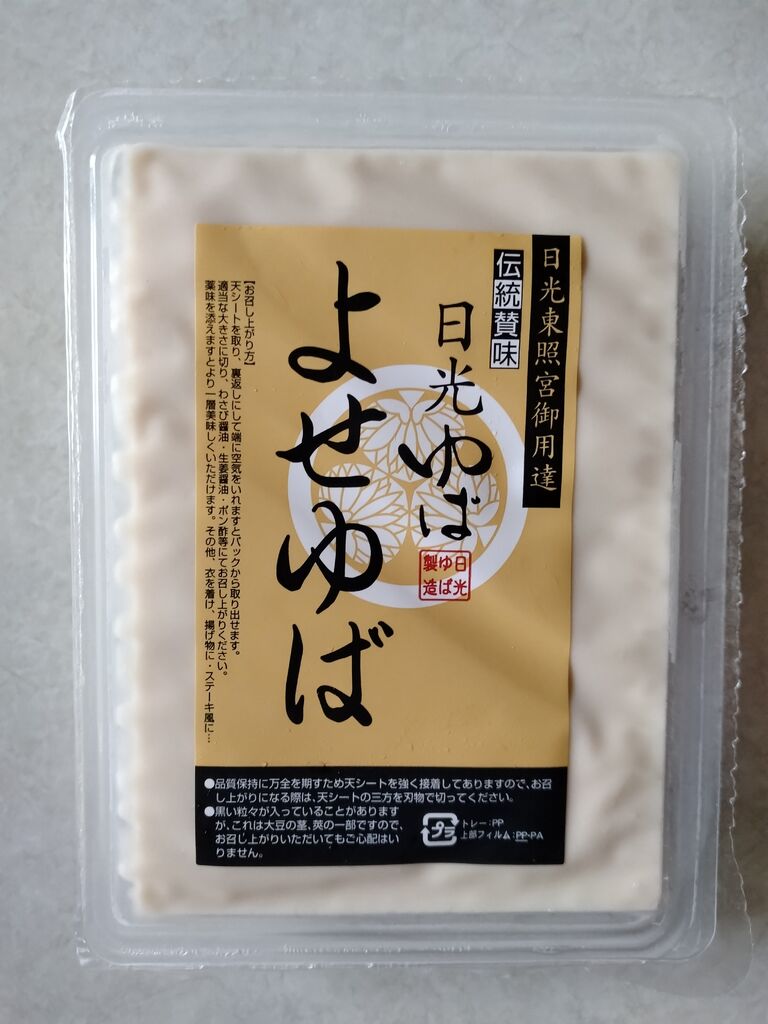 日光東照宮御用達
伝統賛味
日光ゆば
日光
ゆば
製造
よせゆば
【お召し上がり方】
天シートを取り、裏返しにして端に空気をいれますとパックから取り出せます。
適当な大きさに切り、わさび醤油・生姜醤油・ポン酢等にてお召し上がりください。
薬味を添えますとより一層美味しくいただけます。その他、衣を着け、揚げ物に・ステーキ風に…
●品質保持に万全を期すため天シートを強く接着してありますので、お召
し上がりになる際は、天シートの三方を刃物で切ってください。
●黒い粒々が入っていることがあります
が、これは大豆の茎、莢の一部ですので、
お召し上がりいただいてもご心配はい
りません。
プラ
トレー:PP
上部フィルム:PP-PA